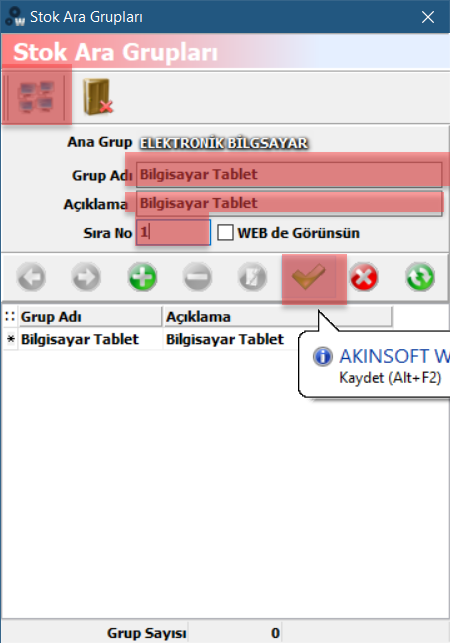 Stok Ara Grupları
Stok Ara Grupları
Ana Grup ELEKTRONİK BİLGSAYAR
Grup Adı Bilgisayar Tablet
Açıklama Bilgisayar Tablet
Sıra No 1 WEB de Görünsün
Grup Adı Açıklama
Bilgisayar Tablet Bilgisayar Tablet
AKINSOFT W
Kaydet (Alt+F2)
Grup Sayısı 0